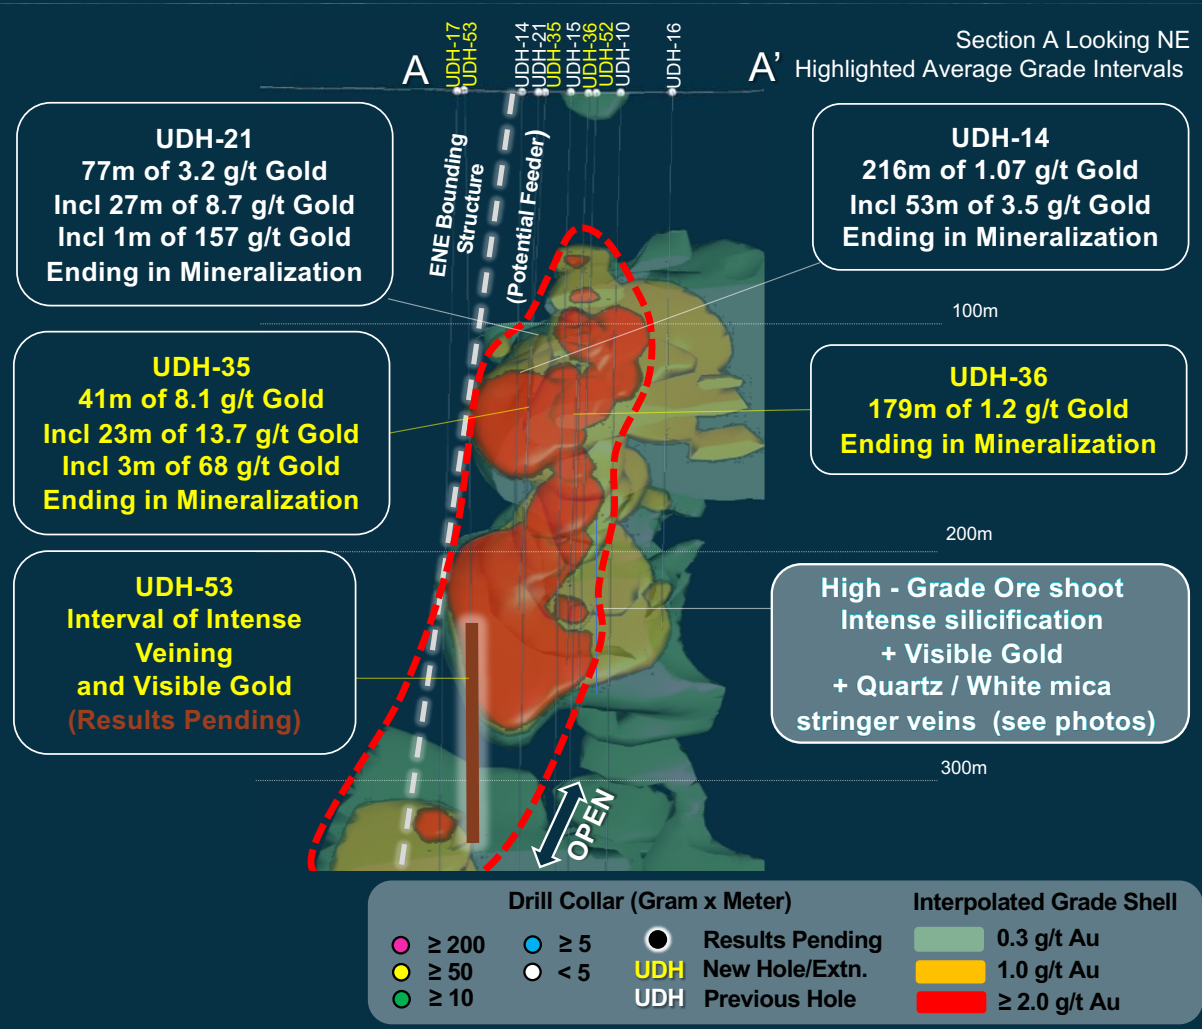 Section A Looking NE
Highlighted Average Grade Intervals
A
A’
UDH-17
UDH-53
UDH-14
UDH-21
UDH-35
UDH-15
UDH-36
UDH-52
UDH-10
UDH-16
UDH-21
77m of 3.2 g/t Gold
Incl 27m of 8.7 g/t Gold
Incl 1m of 157 g/t Gold
Ending in Mineralization
ENE Bounding
Structure
(Potential Feeder)
UDH-14
216m of 1.07 g/t Gold
Incl 53m of 3.5 g/t Gold
Ending in Mineralization
100m
UDH-35
41m of 8.1 g/t Gold
Incl 23m of 13.7 g/t Gold
Incl 3m of 68 g/t Gold
Ending in Mineralization
UDH-36
179m of 1.2 g/t Gold
Ending in Mineralization
200m
UDH-53
Interval of Intense
Veining
and Visible Gold
(Results Pending)
High - Grade Ore shoot
Intense silicification
+ Visible Gold
+ Quartz / White mica
stringer veins (see photos)
300m
OPEN
Drill Collar (Gram x Meter)
≥ 200
≥ 50
≥ 10
≥ 5
< 5
Results Pending
UDH New Hole/Extn.
UDH Previous Hole
Interpolated Grade Shell
0.3 g/t Au
1.0 g/t Au
≥ 2.0 g/t Au